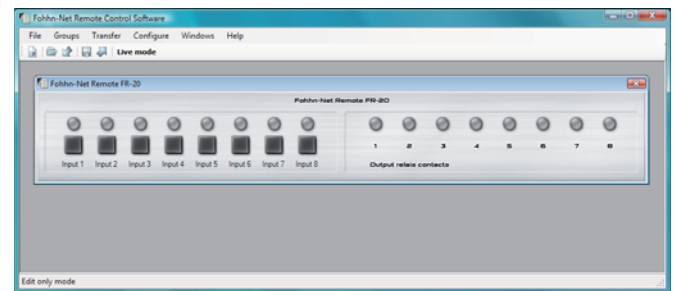 Fohhn-Net Remote Control Software
File Groups Transfer Configure Windows Help
Live mode
Fohhn-Net Remote FR-20
Fohhn-Net Remote FR-20
Input 1 Input 2 Input 3 Input 4 Input 5 Input 6 Input 7 Input 8
1 2 3 4 5 6 7 8
Output relais contacts
Edit only mode